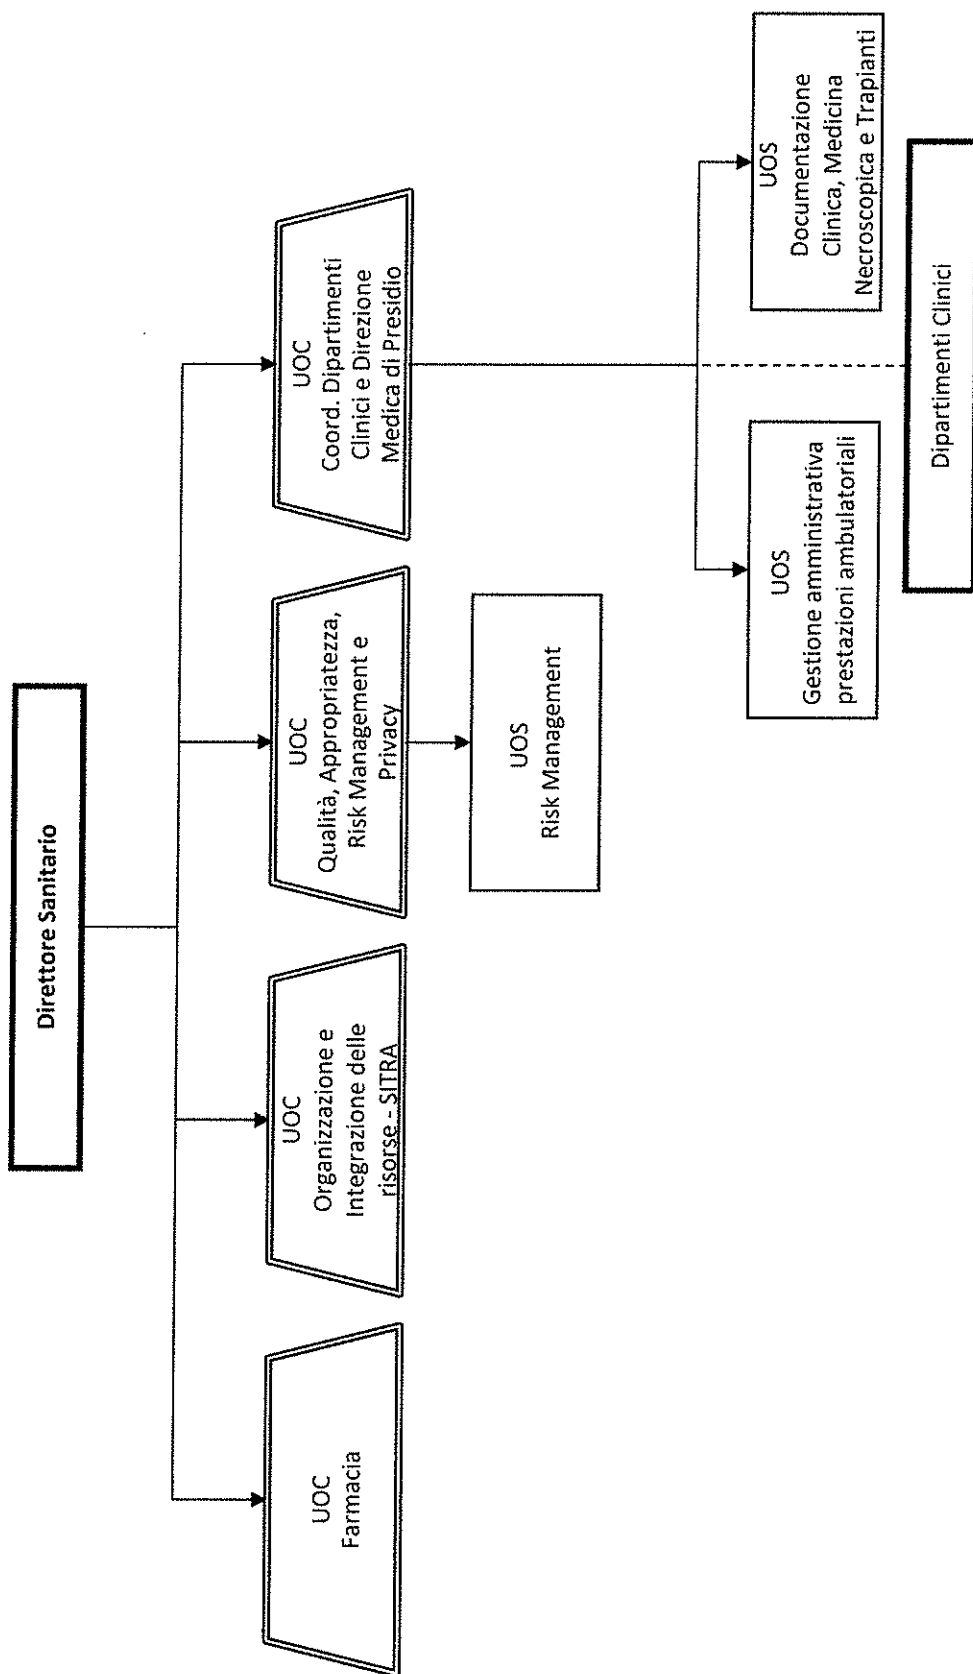 Direttore Sanitario
UOC
Farmacia
UOC
Organizzazione e
Integrazione delle
risorse - SITRA
UOC
Qualità, Appropriatezza,
Risk Management e
Privacy
UOC
Coord. Dipartimenti
Clinici e Direzione
Medica di Presidio
UOS
Risk Management
UOS
Gestione amministrativa
prestazioni ambulatoriali
UOS
Documentazione
Clinica, Medicina
Necroscopica e Trapianti
Dipartimenti Clinici